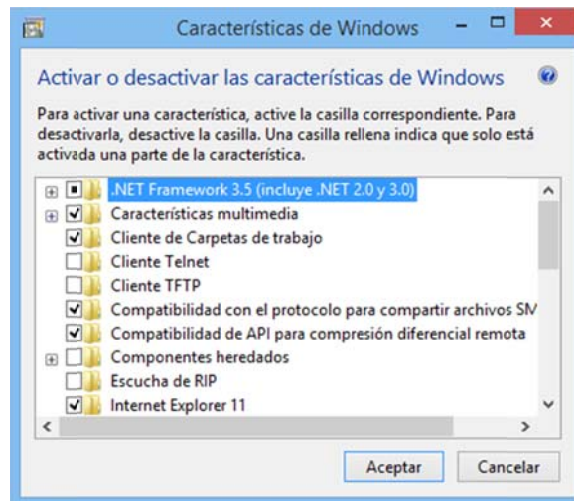 Características de Windows
Activar o desactivar las características de Windows
Para activar una característica, active la casilla correspondiente. Para
desactivarla, desactive la casilla. Una casilla rellena indica que solo está
activada una parte de la característica.
.NET Framework 3.5 (incluye .NET 2.0 y 3.0)
Características multimedia
Cliente de Carpetas de trabajo
Cliente Telnet
Cliente TFTP
Compatibilidad con el protocolo para compartir archivos SM
Compatibilidad de API para compresión diferencial remota
Componentes heredados
Escucha de RIP
Internet Explorer 11
Aceptar Cancelar